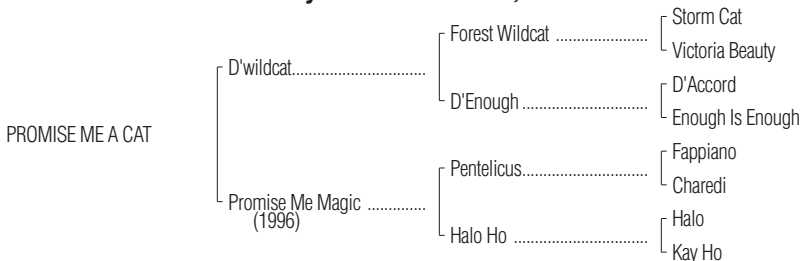 Storm Cat
Forest Wildcat ........................
Victoria Beauty
D'wildcat..................................
D'Accord
D'Enough ................................
Enough Is Enough
PROMISE ME A CAT
Fappiano
Pentelicus................................
Charedi
Promise Me Magic ...............
(1996)
Halo
Halo Ho ..................................
Kay Ho